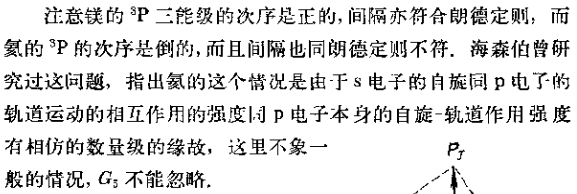 注意镁的 ³P 三能级的次序是正的,间隔亦符合朗德定则,而
氦的 ³P 的次序是倒的,而且间隔也同朗德定则不符.海森伯曾研
究过这问题,指出氦的这个情况是由于 s 电子的自旋同 p 电子的
轨道运动的相互作用的强度同 p 电子本身的自旋-轨道作用强度
有相仿的数量级的缘故,这里不象一
般的情况,G₃ 不能忽略.
P_J